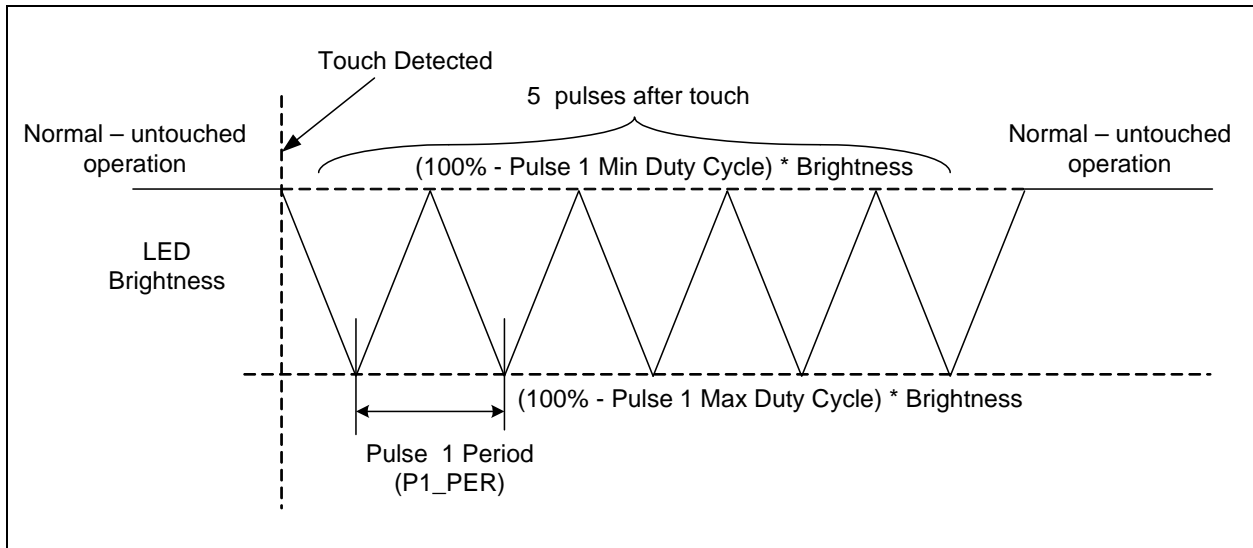 Touch Detected
5 pulses after touch
Normal – untouched
operation
Normal – untouched
operation
(100% - Pulse 1 Min Duty Cycle) * Brightness
LED
Brightness
(100% - Pulse 1 Max Duty Cycle) * Brightness
Pulse 1 Period
(P1_PER)